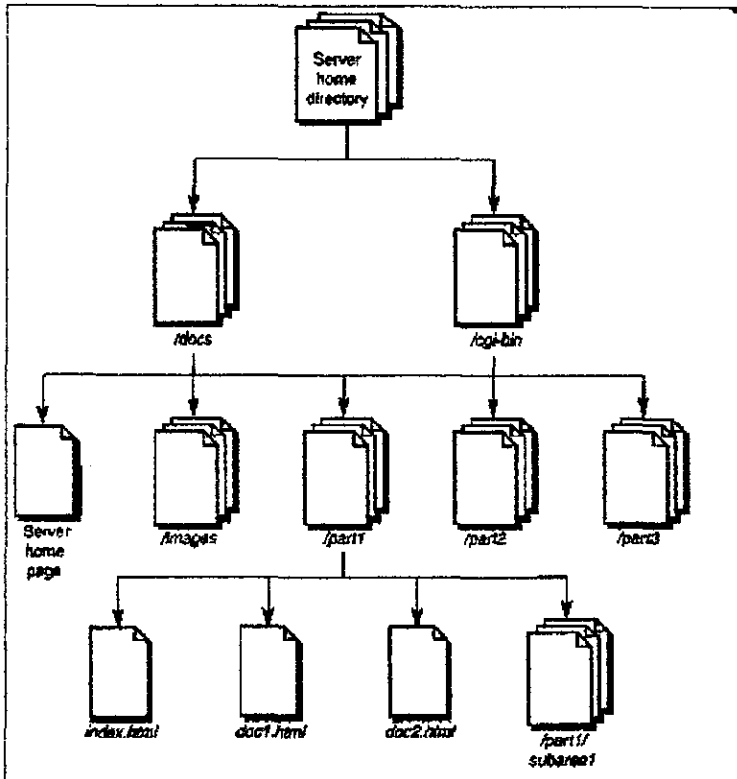 Server
home
directory
/docs
/cgi-bin
Server
home
page
/images
/part1
/part2
/part3
index.html
doc1.html
doc2.html
/part1/
subarea1